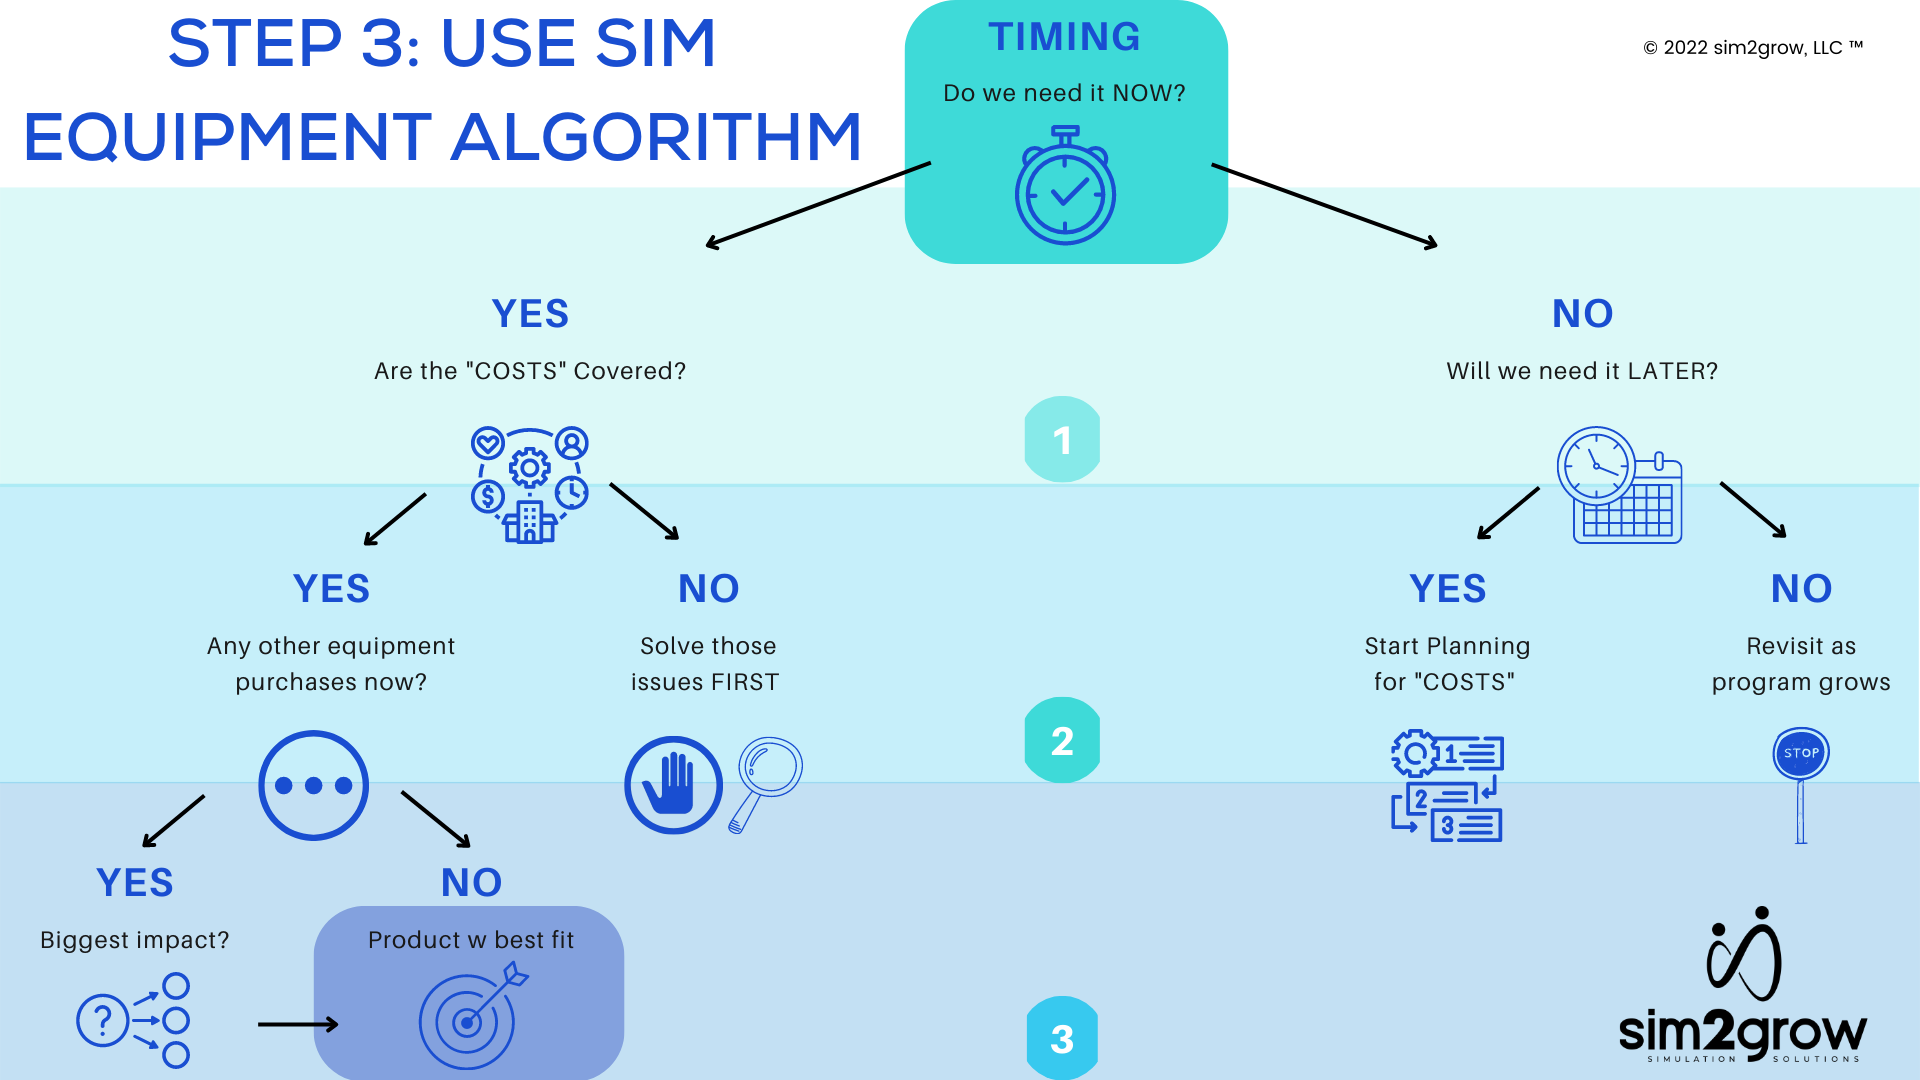 STEP 3: USE SIM
EQUIPMENT ALGORITHM
TIMING
Do we need it NOW?
© 2022 sim2grow, LLC ™
YES
Are the "COSTS" Covered?
NO
Will we need it LATER?
$
1
YES
Any other equipment
purchases now?
NO
Solve those
issues FIRST
YES
Start Planning
for "COSTS"
NO
Revisit as
program grows
2
1
2
3
STOP
YES
Biggest impact?
?
NO
Product w best fit
3
sim2grow
SIMULATION SOLUTIONS